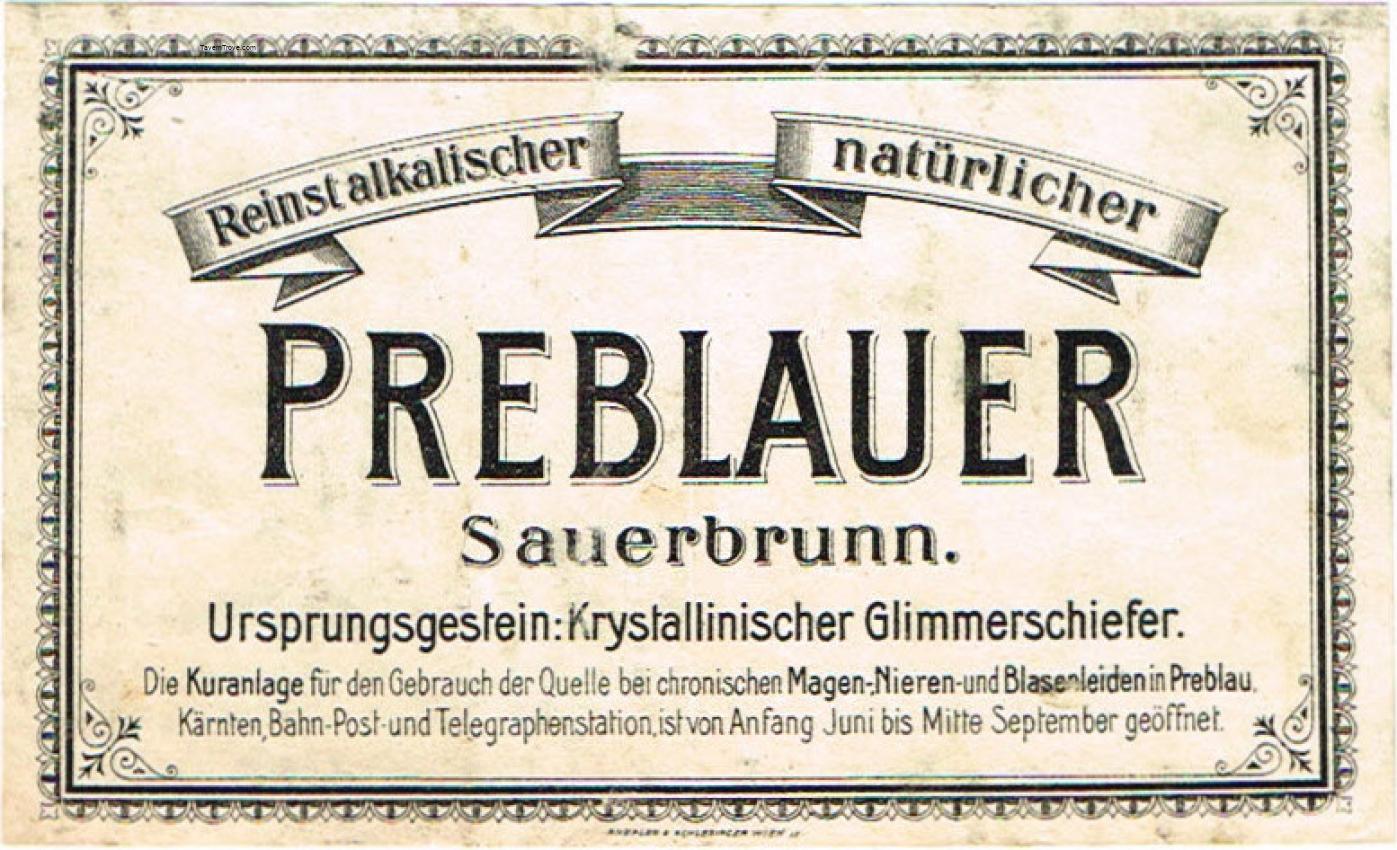 TavernTrove.com
Reinst alkalischer natürlicher
PREBLAUER
Sauerbrunn.
Ursprungsgestein: Krystallinischer Glimmerschiefer.
Die Kuranlage für den Gebrauch der Quelle bei chronischen Magen-, Nieren- und Blasenleiden in Preblau,
Kärnten, Bahn-Post- und Telegraphenstation, ist von Anfang Juni bis Mitte September geöffnet.
& SCHLESINGER WIEN